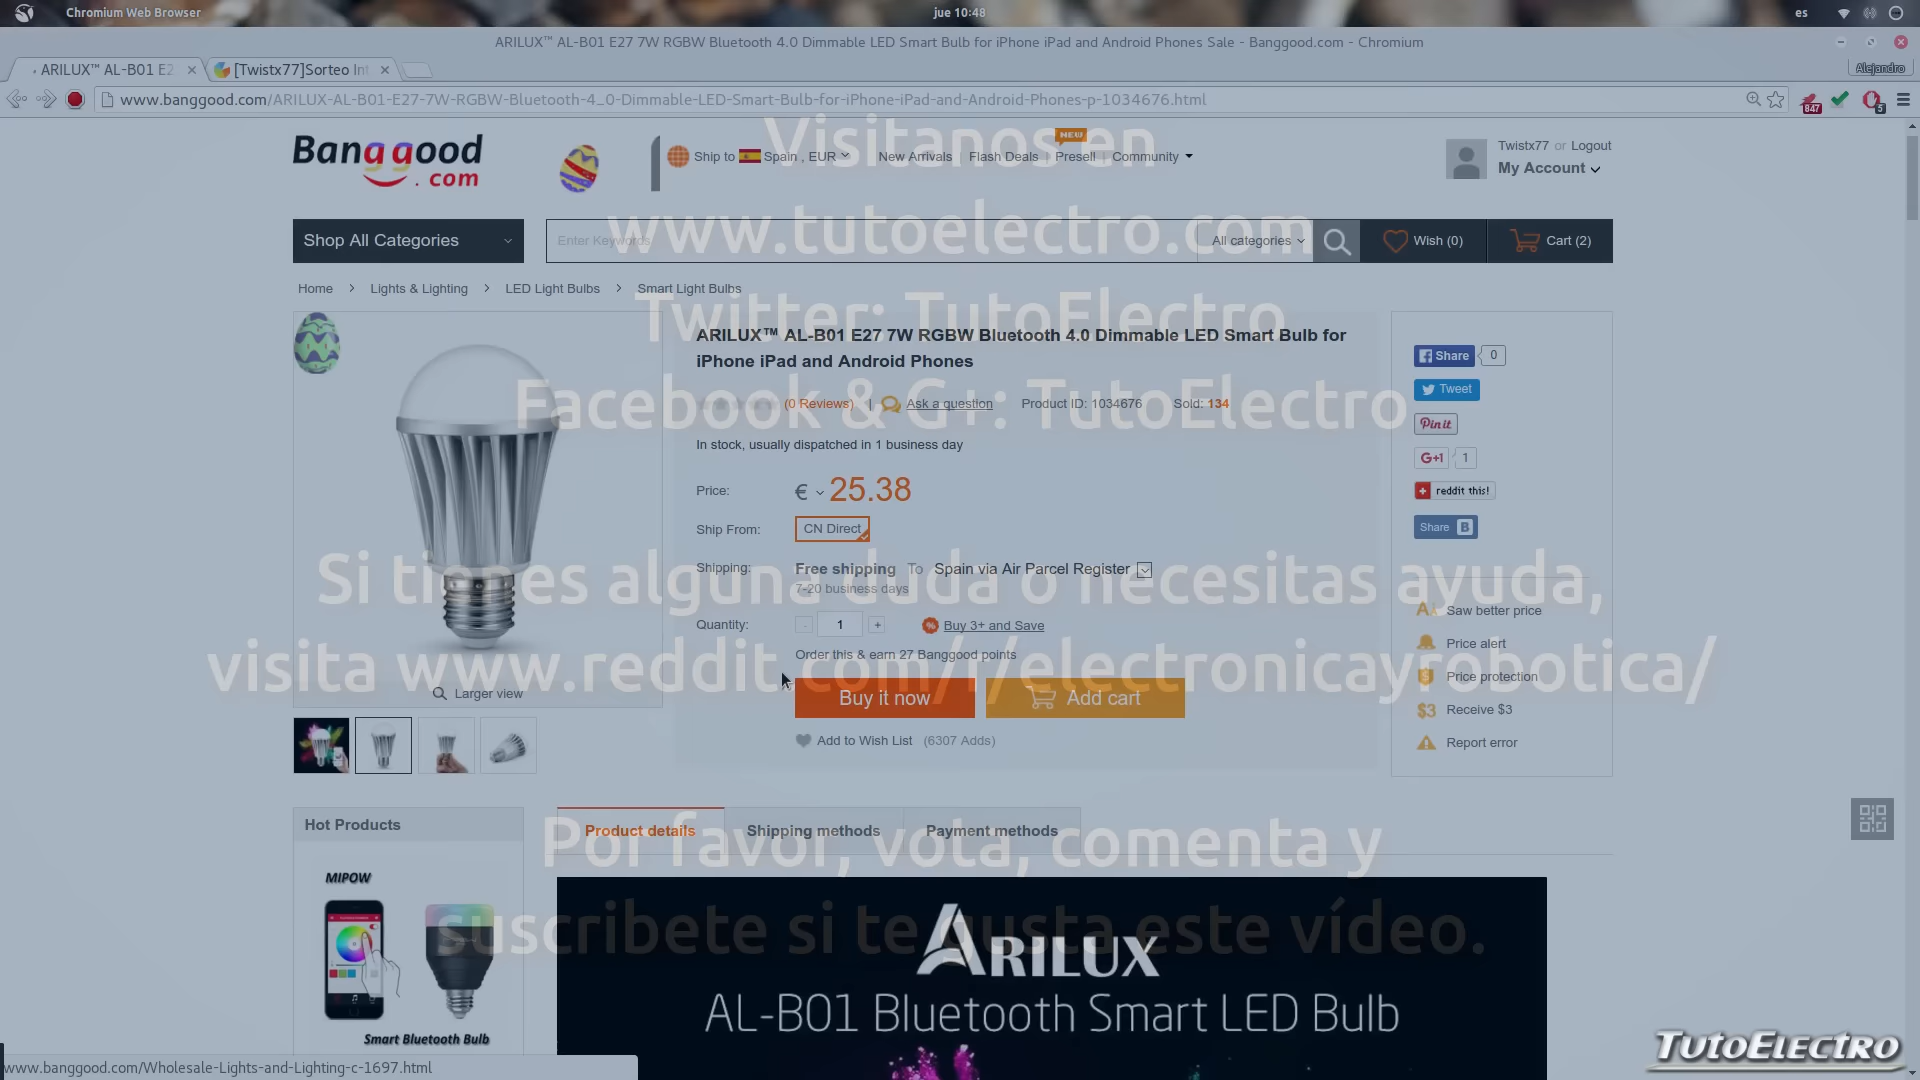 Chromium Web Browser
jue 10:48
es
ARILUX™ AL-B01 E27 7W RGBW Bluetooth 4.0 Dimmable LED Smart Bulb for iPhone iPad and Android Phones Sale - Banggood.com - Chromium
ARILUX™ AL-B01 E2
[Twistx77]Sorteo Int
Alejandro
www.banggood.com/ARILUX-AL-B01-E27-7W-RGBW-Bluetooth-4_0-Dimmable-LED-Smart-Bulb-for-iPhone-iPad-and-Android-Phones-p-1034676.html
847
5
Visitanos en
www.tutoelectro.com
Twitter: TutoElectro
Facebook & G+: TutoElectro
Si tienes alguna duda o necesitas ayuda,
visita www.reddit.com/r/electronicayrobotica/
Por favor, vota, comenta y
suscribete si te gusta este vídeo.
Banggood
.com
Ship to Spain , EUR
New Arrivals
Flash Deals
NEW
Presell
Community
Twistx77 or Logout
My Account
Shop All Categories
Enter Keywords
All categories
Wish (0)
Cart (2)
Home > Lights & Lighting > LED Light Bulbs > Smart Light Bulbs
ARILUX™ AL-B01 E27 7W RGBW Bluetooth 4.0 Dimmable LED Smart Bulb for
iPhone iPad and Android Phones
(0 Reviews) | Ask a question Product ID: 1034676 Sold: 134
In stock, usually dispatched in 1 business day
Price: € 25.38
Ship From: CN Direct
Shipping: Free shipping To Spain via Air Parcel Register
7-20 business days
Quantity: - 1 + Buy 3+ and Save
Order this & earn 27 Banggood points
Buy it now
Add cart
Add to Wish List (6307 Adds)
Larger view
Share 0
Tweet
Pin it
G+1 1
reddit this!
Share B
Saw better price
Price alert
Price protection
$3 Receive $3
Report error
Hot Products
MIPOW
Smart Bluetooth Bulb
Product details
Shipping methods
Payment methods
ARILUX
AL-B01 Bluetooth Smart LED Bulb
www.banggood.com/Wholesale-Lights-and-Lighting-c-1697.html
TutoElectro